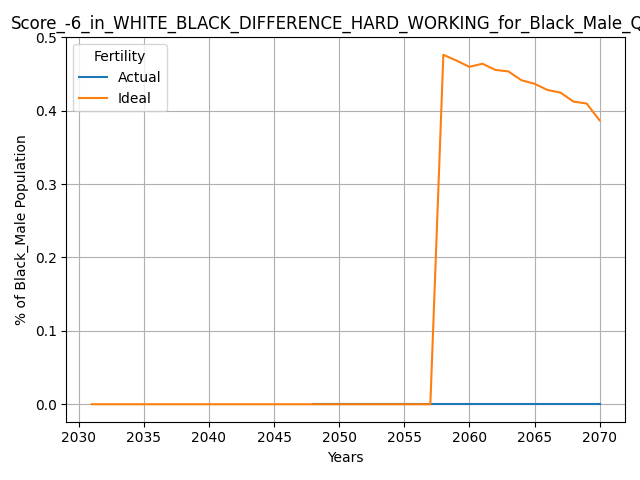 Score_-6_in_WHITE_BLACK_DIFFERENCE_HARD_WORKING_for_Black_Male_Q
Fertility
Actual
Ideal
% of Black_Male Population
0.5
0.4
0.3
0.2
0.1
0.0
2030 2035 2040 2045 2050 2055 2060 2065 2070
Years